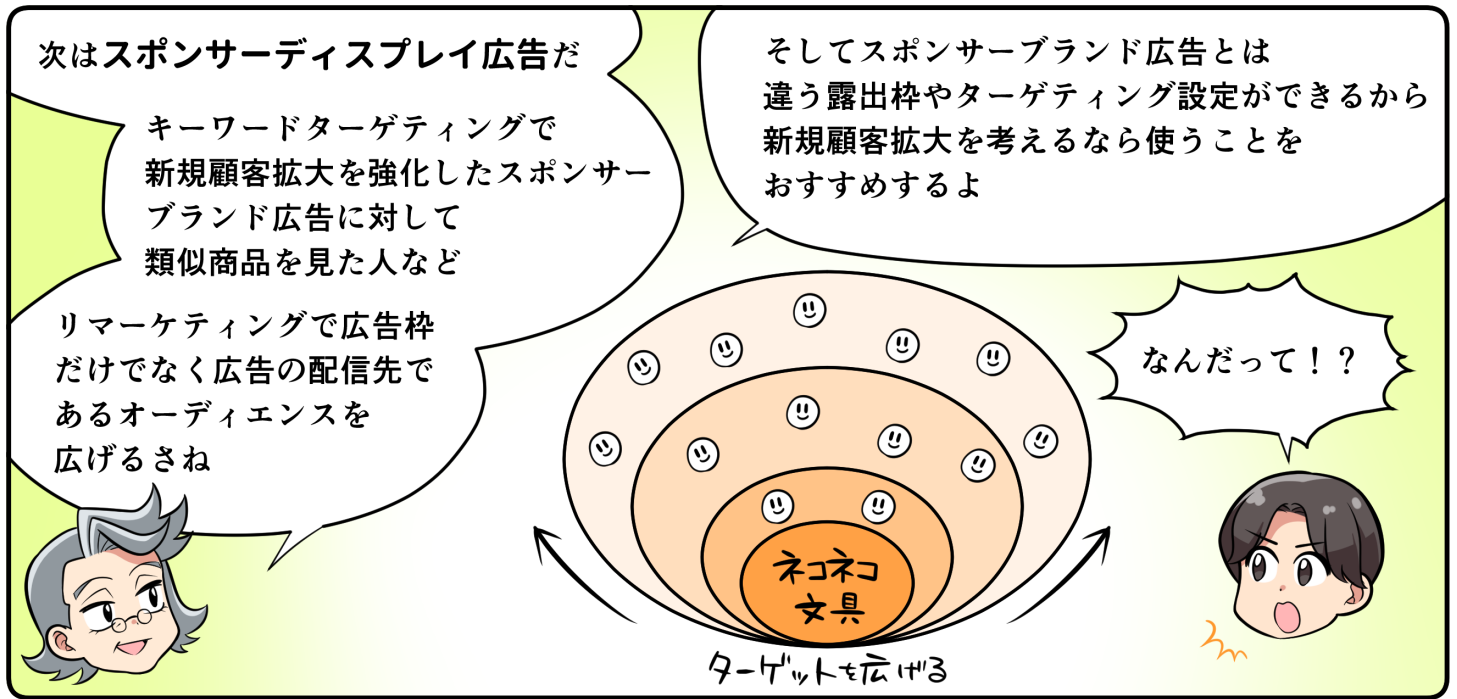 次はスポンサーディスプレイ広告だ
キーワードターゲティングで
新規顧客拡大を強化したスポンサー
ブランド広告に対して
類似商品を見た人など
リマーケティングで広告枠
だけでなく広告の配信先で
あるオーディエンスを
広げるさね
そしてスポンサーブランド広告とは
違う露出枠やターゲティング設定ができるから
新規顧客拡大を考えるなら使うことを
おすすめするよ
なんだって！？
ネコネコ
文具
ターゲットを広げる